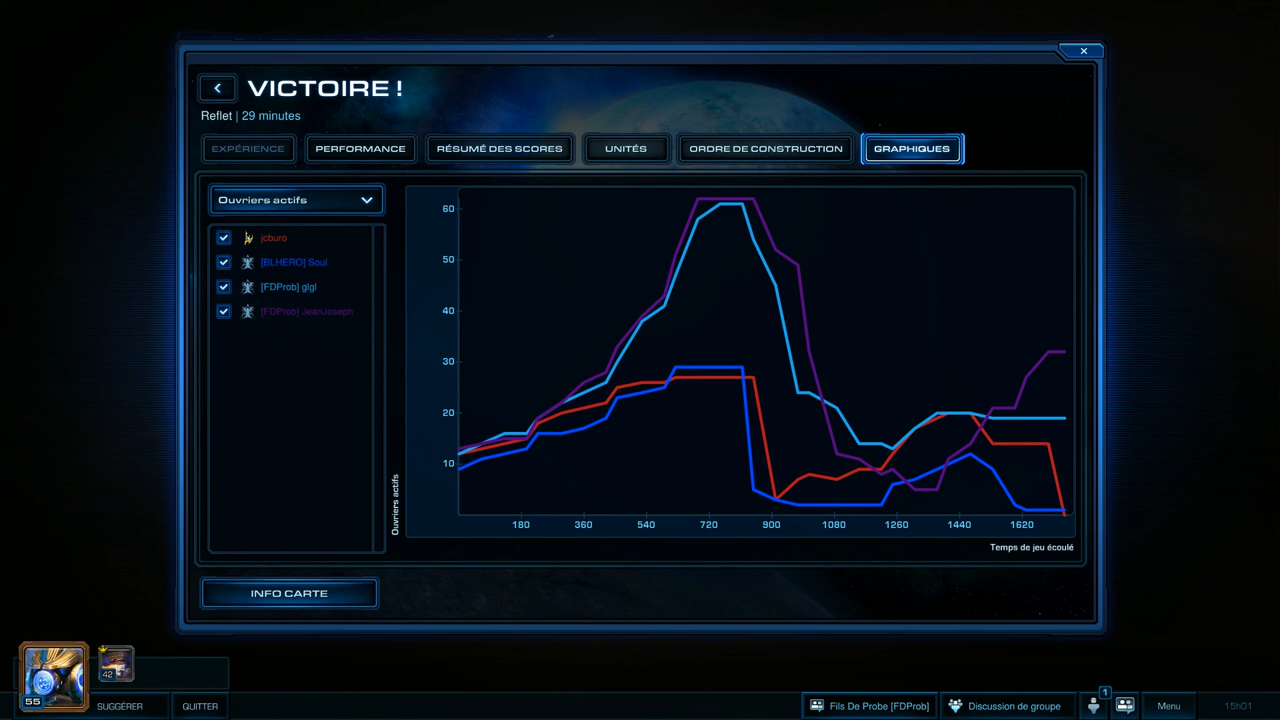 VICTOIRE !
Reflet | 29 minutes
EXPÉRIENCE
PERFORMANCE
RÉSUMÉ DES SCORES
UNITÉS
ORDRE DE CONSTRUCTION
GRAPHIQUES
Ouvriers actifs
jcburo
[BLHERO] Soul
[FDProb] glgl
[FDProb] JeanJoseph
60
50
40
30
20
10
Ouvriers actifs
180 360 540 720 900 1080 1260 1440 1620
Temps de jeu écoulé
INFO CARTE
55
42
SUGGÉRER
QUITTER
Fils De Probe [FDProb]
Discussion de groupe
1
Menu
15h01